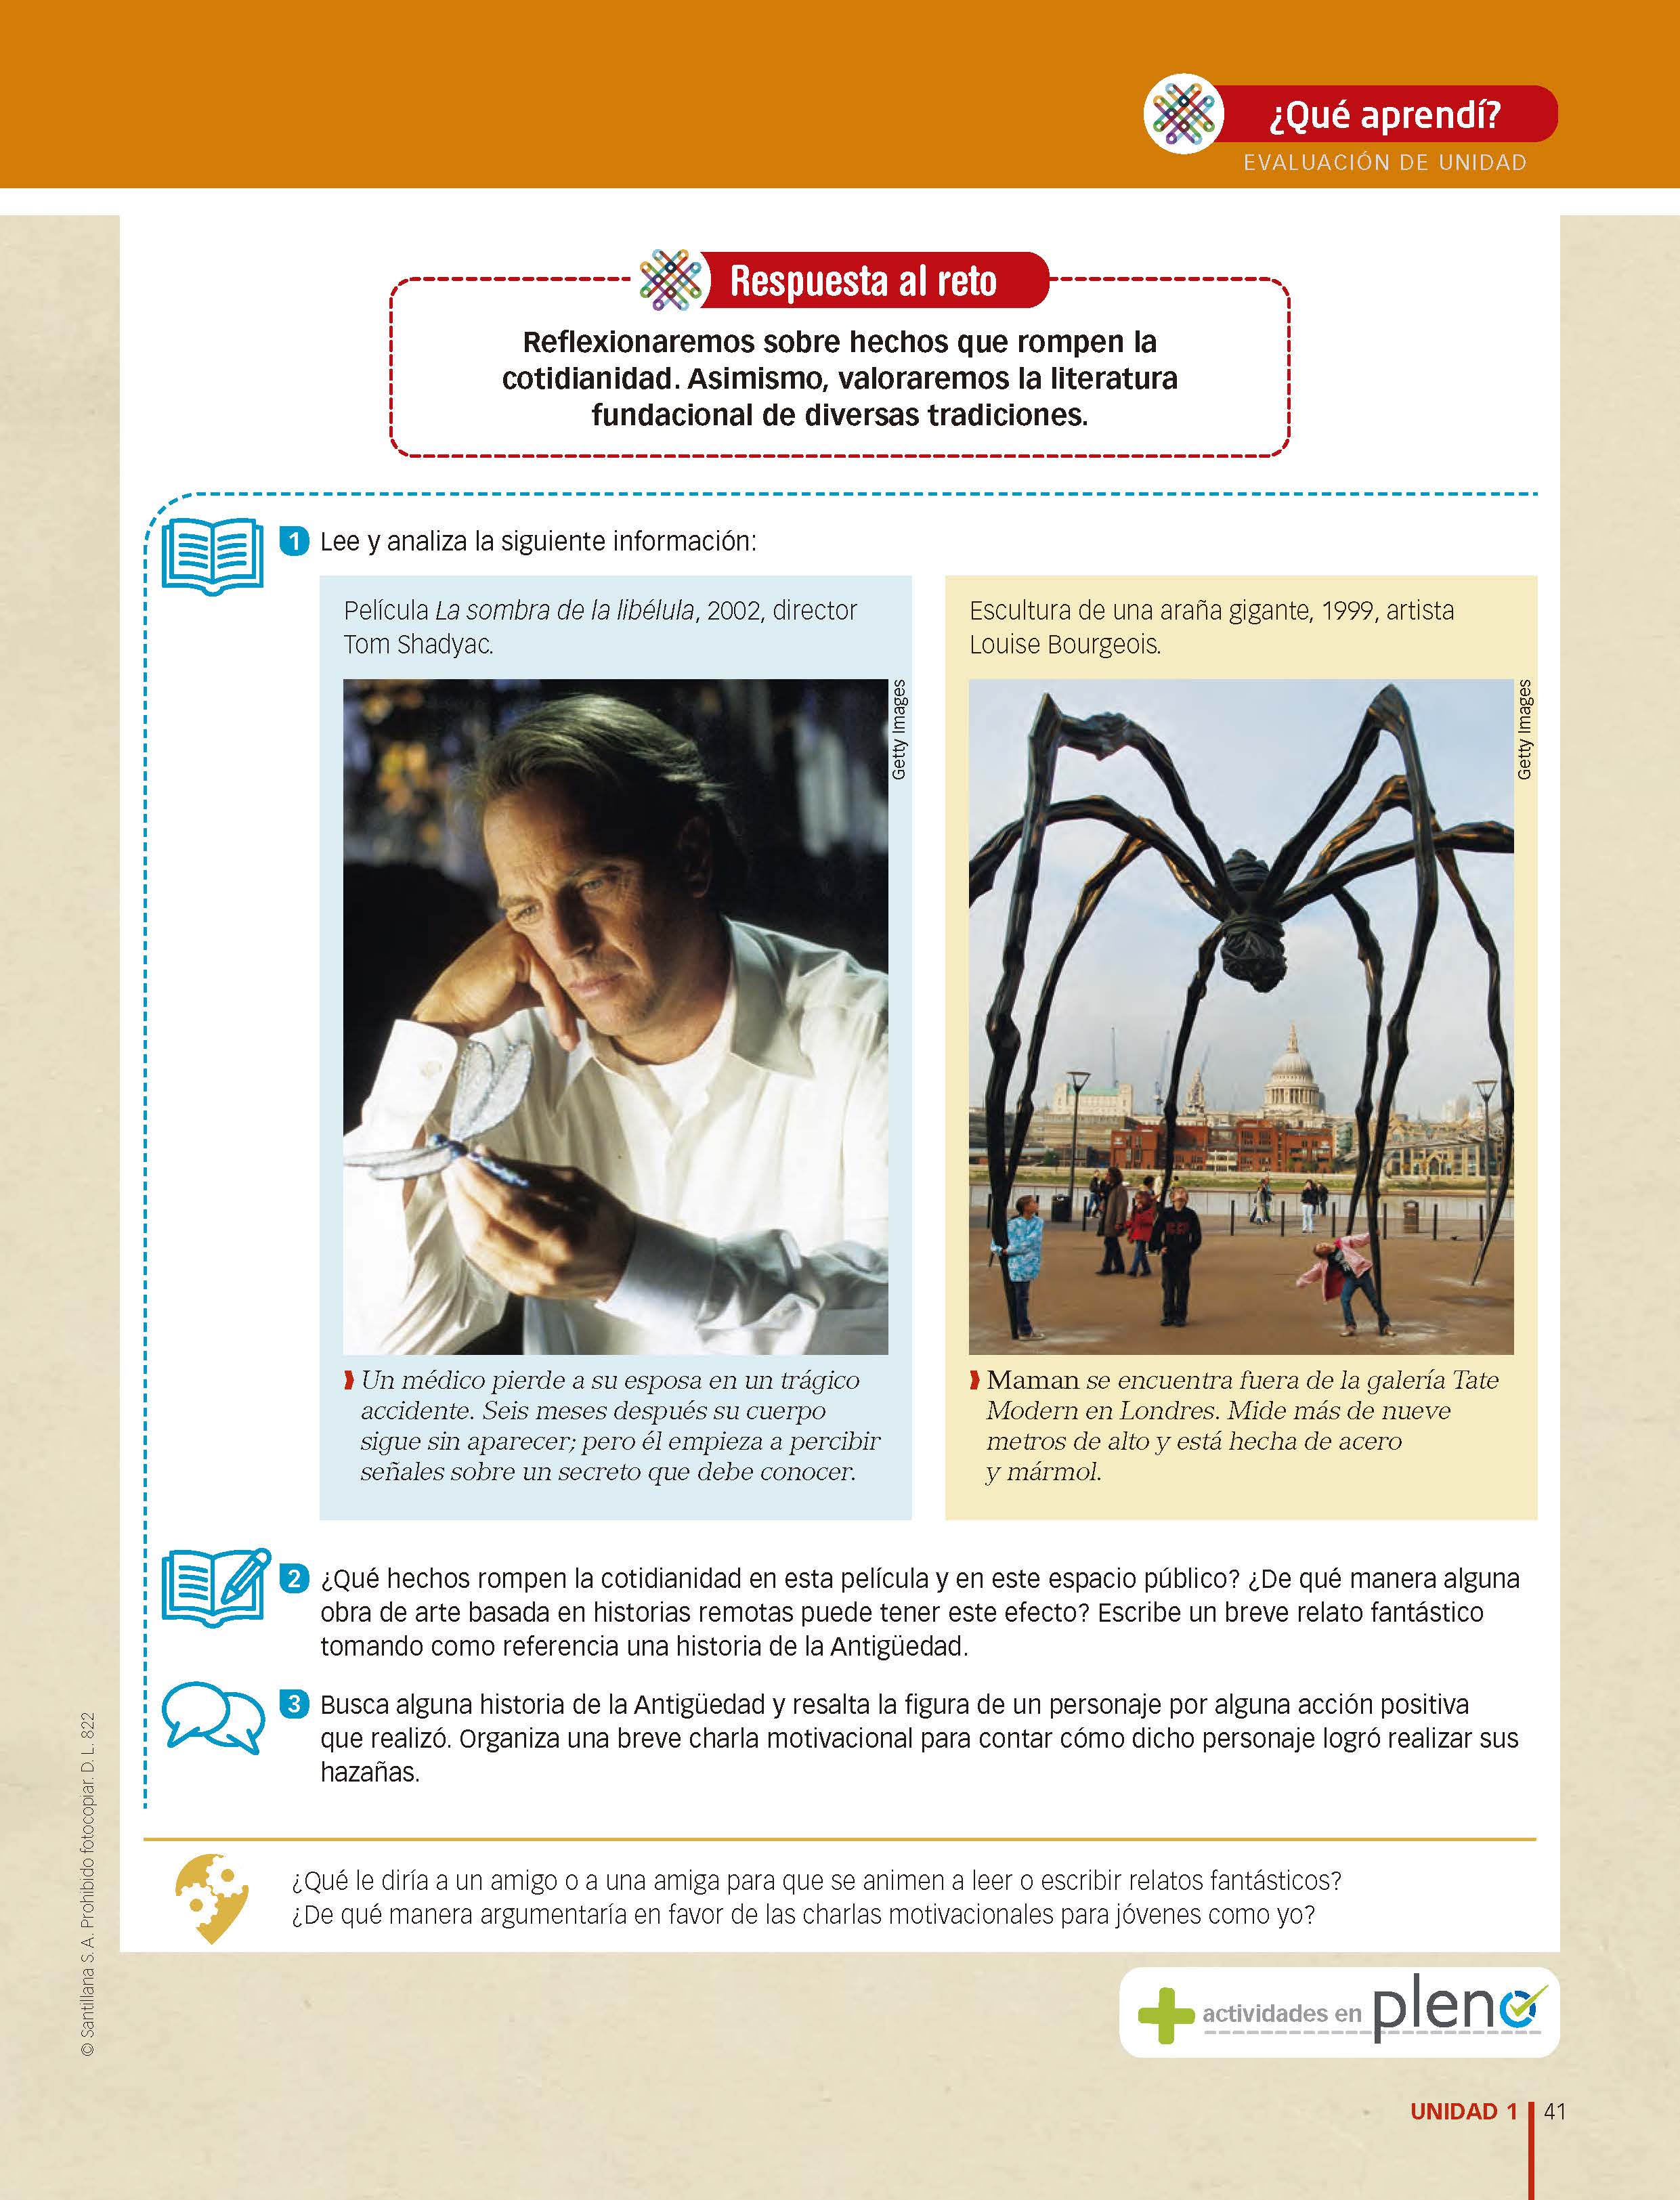 ¿Qué aprendí?
EVALUACIÓN DE UNIDAD
Respuesta al reto
Reflexionaremos sobre hechos que rompen la
cotidianidad. Asimismo, valoraremos la literatura
fundacional de diversas tradiciones.
1 Lee y analiza la siguiente información:
Película La sombra de la libélula, 2002, director
Tom Shadyac.
Getty Images
Un médico pierde a su esposa en un trágico
accidente. Seis meses después su cuerpo
sigue sin aparecer; pero él empieza a percibir
señales sobre un secreto que debe conocer.
Escultura de una araña gigante, 1999, artista
Louise Bourgeois.
Getty Images
Maman se encuentra fuera de la galería Tate
Modern en Londres. Mide más de nueve
metros de alto y está hecha de acero
y mármol.
2 ¿Qué hechos rompen la cotidianidad en esta película y en este espacio público? ¿De qué manera alguna
obra de arte basada en historias remotas puede tener este efecto? Escribe un breve relato fantástico
tomando como referencia una historia de la Antigüedad.
3 Busca alguna historia de la Antigüedad y resalta la figura de un personaje por alguna acción positiva
que realizó. Organiza una breve charla motivacional para contar cómo dicho personaje logró realizar sus
hazañas.
¿Qué le diría a un amigo o a una amiga para que se animen a leer o escribir relatos fantásticos?
¿De qué manera argumentaría en favor de las charlas motivacionales para jóvenes como yo?
© Santillana S. A. Prohibido fotocopiar. D. L. 822
actividades en pleno
UNIDAD 1 41